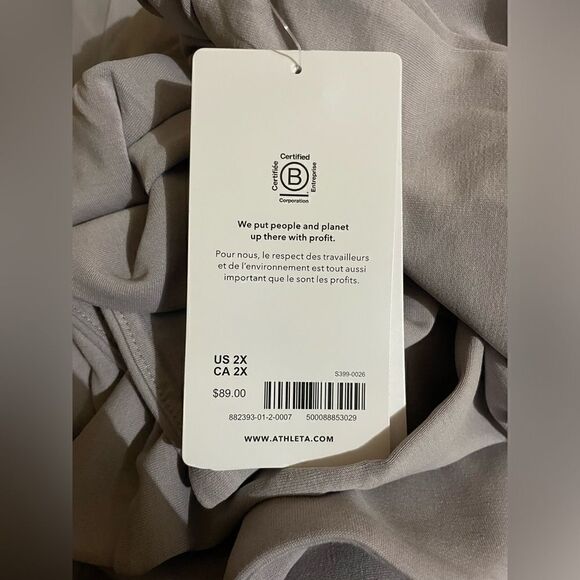 Certified
Certifiée
B
Entreprise
Corporation
We put people and planet
up there with profit.
Pour nous, le respect des travailleurs
et de l'environnement est tout aussi
important que le sont les profits.
US 2X
CA 2X
S399-0026
$89.00
882393-01-2-0007 500088853029
WWW.ATHLETA.COM